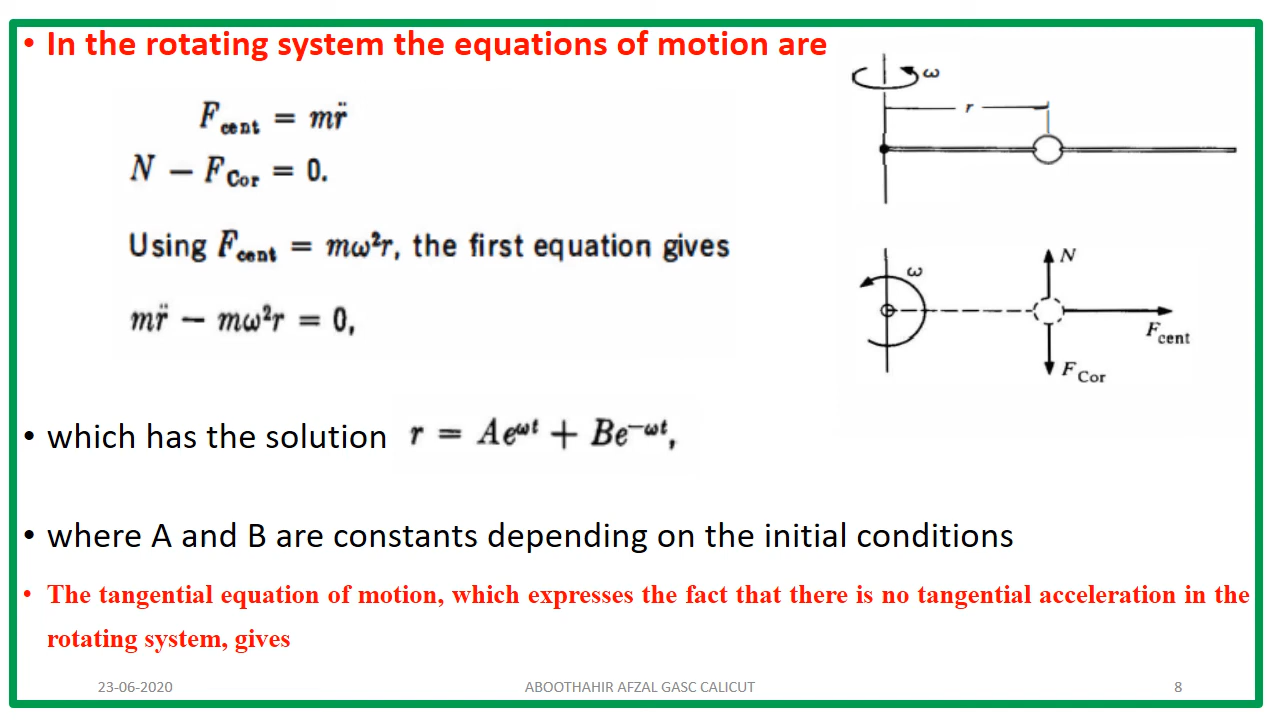 • In the rotating system the equations of motion are
F_cent = mr̈
N − F_Cor = 0.
Using F_cent = mω²r, the first equation gives
mr̈ − mω²r = 0,
• which has the solution r = Ae^ωt + Be^−ωt,
• where A and B are constants depending on the initial conditions
• The tangential equation of motion, which expresses the fact that there is no tangential acceleration in the
rotating system, gives
ω
r
ω
N
F_cent
F_Cor
23-06-2020 ABOOTHAHIR AFZAL GASC CALICUT 8